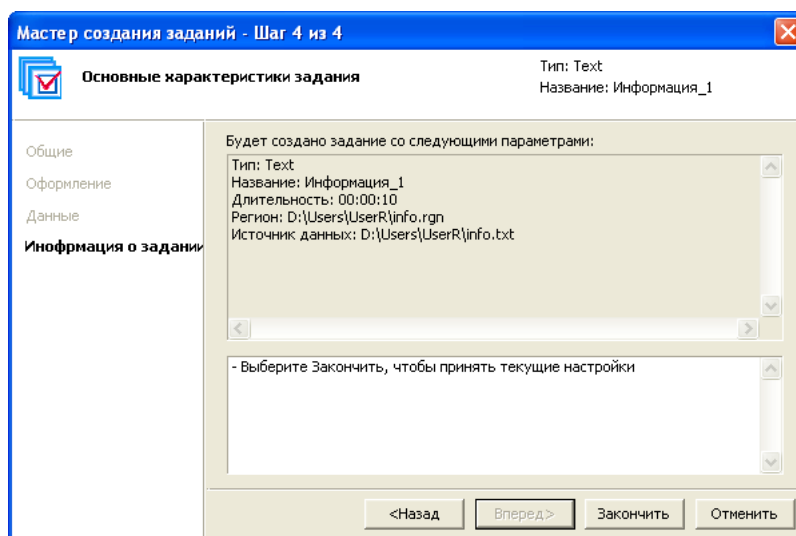 Мастер создания заданий - Шаг 4 из 4
Основные характеристики задания
Тип: Text
Название: Информация_1
Общие
Оформление
Данные
Инофрмация о задании
Будет создано задание со следующими параметрами:
Тип: Text
Название: Информация_1
Длительность: 00:00:10
Регион: D:\Users\UserR\info.rgn
Источник данных: D:\Users\UserR\info.txt
- Выберите Закончить, чтобы принять текущие настройки
<Назад
Вперед>
Закончить
Отменить